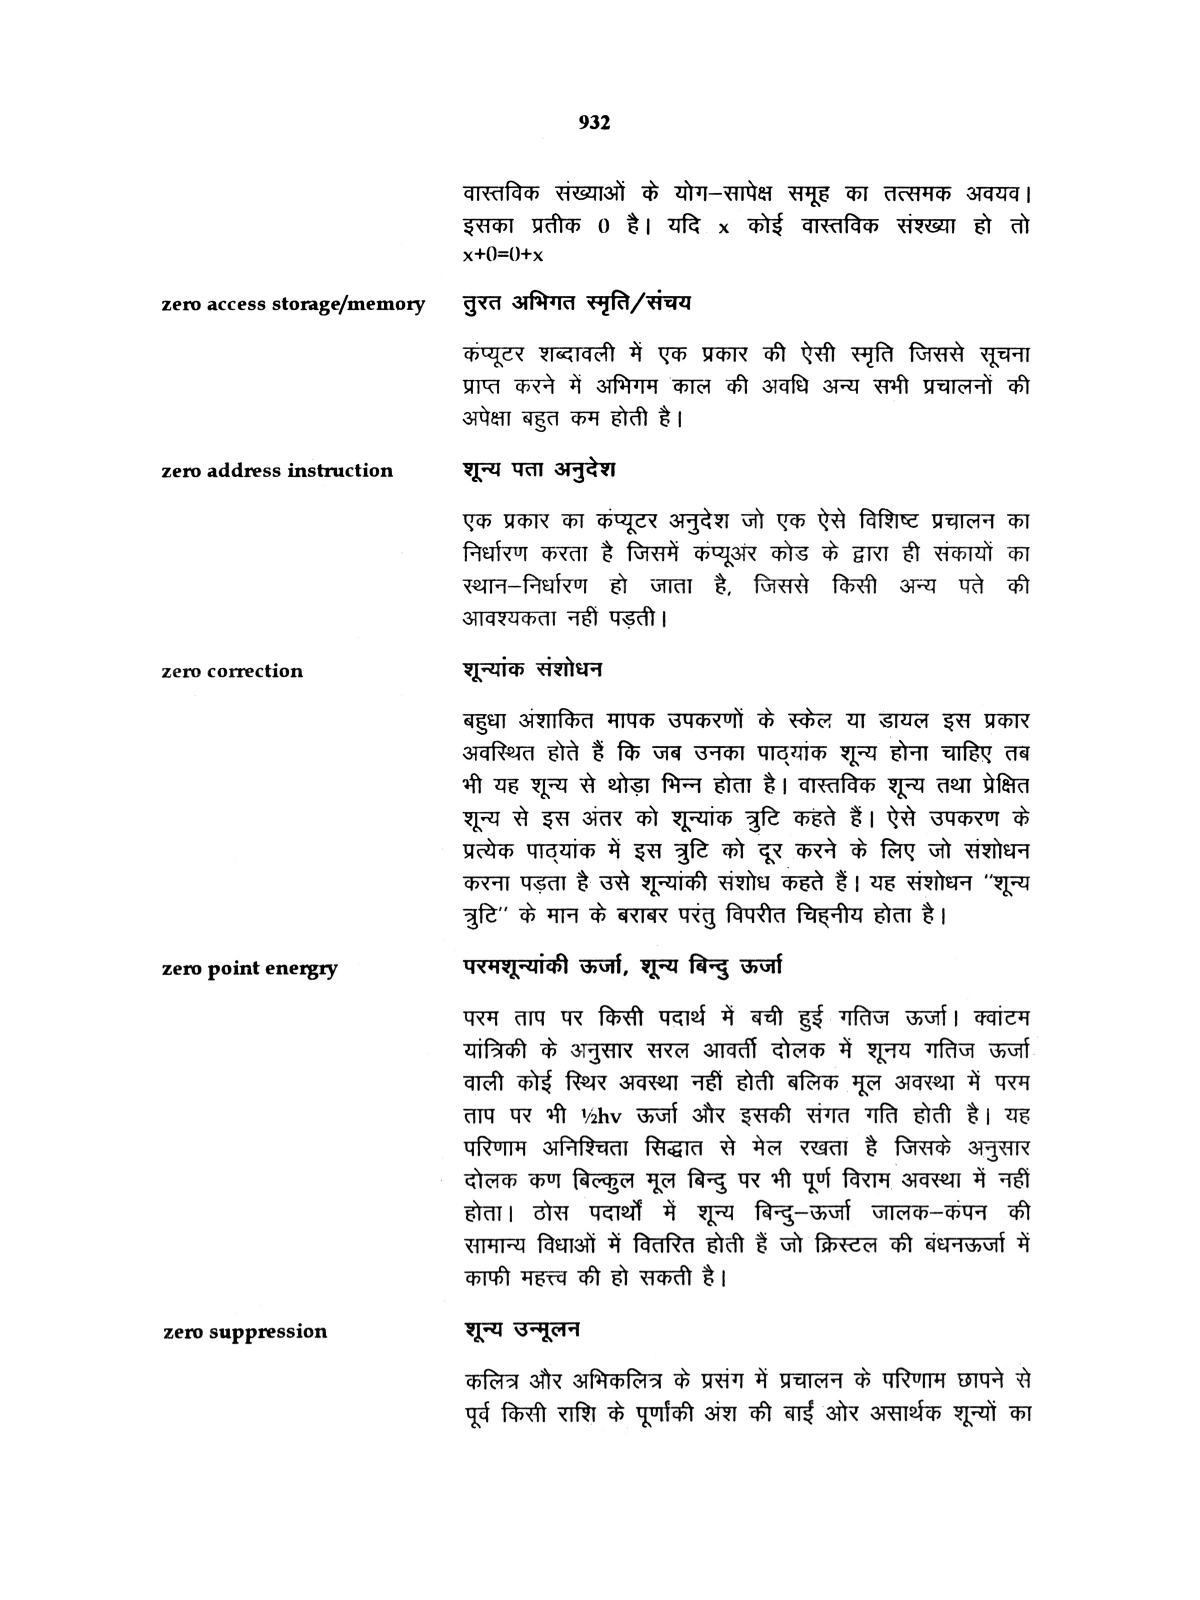 932
वास्तविक संख्याओं के योग–सापेक्ष समूह का तत्समक अवयव।
इसका प्रतीक 0 है। यदि x कोई वास्तविक संश्ख्या हो तो
x+0=0+x
zero access storage/memory तुरत अभिगत स्मृति/संचय
कंप्यूटर शब्दावली में एक प्रकार की ऐसी स्मृति जिससे सूचना
प्राप्त करने में अभिगम काल की अवधि अन्य सभी प्रचालनों की
अपेक्षा बहुत कम होती है।
zero address instruction शून्य पता अनुदेश
एक प्रकार का कंप्यूटर अनुदेश जो एक ऐसे विशिष्ट प्रचालन का
निर्धारण करता है जिसमें कंप्यूअंर कोड के द्वारा ही संकायों का
स्थान–निर्धारण हो जाता है, जिससे किसी अन्य पते की
आवश्यकता नहीं पड़ती।
zero correction शून्यांक संशोधन
बहुधा अंशाकित मापक उपकरणों के स्केल या डायल इस प्रकार
अवस्थित होते हैं कि जब उनका पाठ्यांक शून्य होना चाहिए तब
भी यह शून्य से थोड़ा भिन्न होता है। वास्तविक शून्य तथा प्रेक्षित
शून्य से इस अंतर को शून्यांक त्रुटि कहते हैं। ऐसे उपकरण के
प्रत्येक पाठ्यांक में इस त्रुटि को दूर करने के लिए जो संशोधन
करना पड़ता है उसे शून्यांकी संशोध कहते हैं। यह संशोधन "शून्य
त्रुटि" के मान के बराबर परंतु विपरीत चिह्नीय होता है।
zero point energry परमशून्यांकी ऊर्जा, शून्य बिन्दु ऊर्जा
परम ताप पर किसी पदार्थ में बची हुई गतिज ऊर्जा। क्वांटम
यांत्रिकी के अनुसार सरल आवर्ती दोलक में शूनय गतिज ऊर्जा
वाली कोई स्थिर अवस्था नहीं होती बलिक मूल अवस्था में परम
ताप पर भी ½hv ऊर्जा और इसकी संगत गति होती है। यह
परिणाम अनिश्चिता सिद्धात से मेल रखता है जिसके अनुसार
दोलक कण बिल्कुल मूल बिन्दु पर भी पूर्ण विराम अवस्था में नहीं
होता। ठोस पदार्थों में शून्य बिन्दु–ऊर्जा जालक–कंपन की
सामान्य विधाओं में वितरित होती हैं जो क्रिस्टल की बंधनऊर्जा में
काफी महत्त्व की हो सकती है।
zero suppression शून्य उन्मूलन
कलित्र और अभिकलित्र के प्रसंग में प्रचालन के परिणाम छापने से
पूर्व किसी राशि के पूर्णांकी अंश की बाईं ओर असार्थक शून्यों का